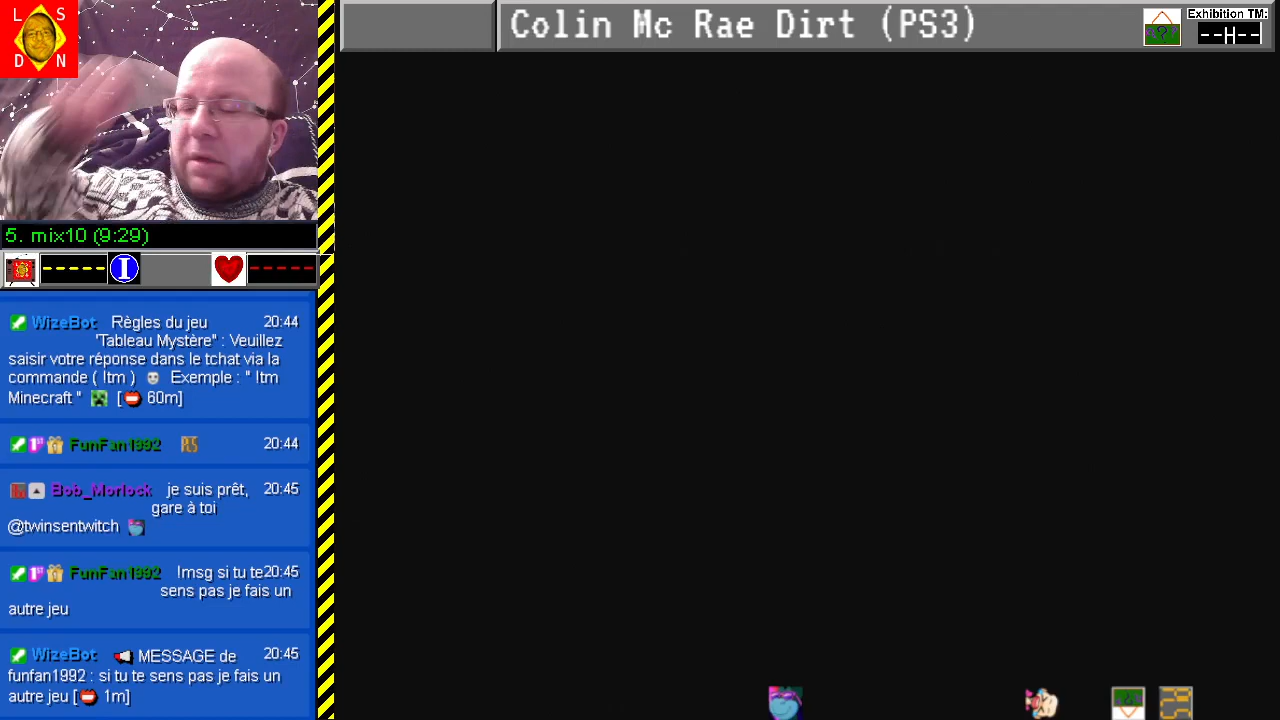 L S
D N
Colin Mc Rae Dirt (PS3)
Exhibition TM:
--H--
5. mix10 (9:29)
-----
I
-----
WizeBot Règles du jeu 20:44
'Tableau Mystère" : Veuillez
saisir votre réponse dans le tchat via la
commande ( !tm ) Exemple : " !tm
Minecraft " [ 60m]
1st FunFan1992 20:44
Bob_Morlock je suis prêt, 20:45
gare à toi
@twinsentwitch
1st FunFan1992 !msg si tu te 20:45
sens pas je fais un
autre jeu
WizeBot MESSAGE de 20:45
funfan1992 : si tu te sens pas je fais un
autre jeu [ 1m]